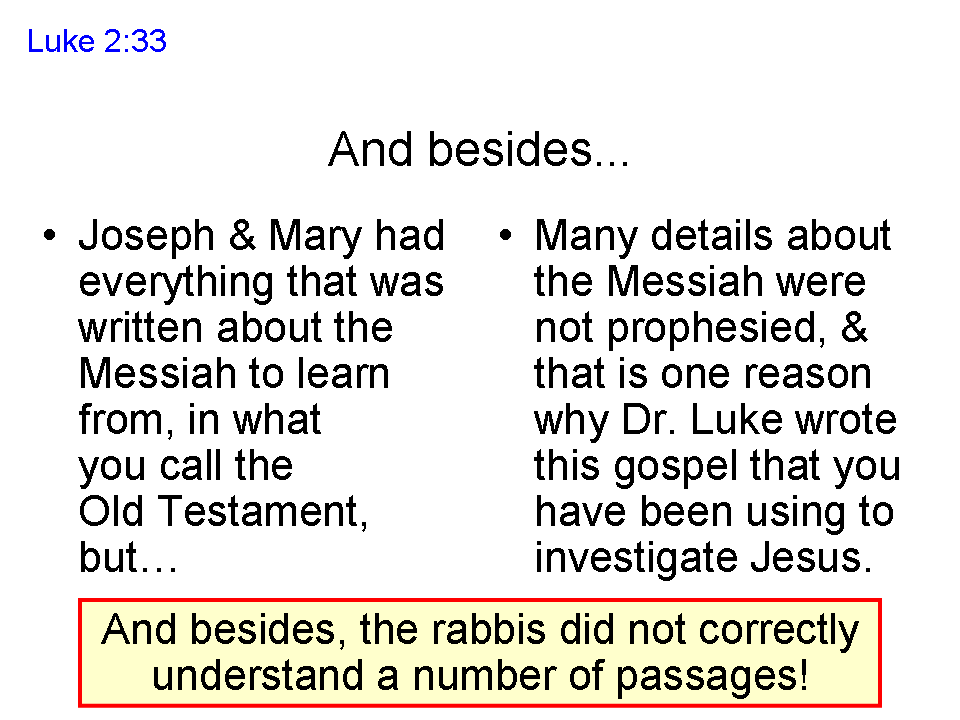 Luke 2:33
And besides...
• Joseph & Mary had
everything that was
written about the
Messiah to learn
from, in what
you call the
Old Testament,
but…
• Many details about
the Messiah were
not prophesied, &
that is one reason
why Dr. Luke wrote
this gospel that you
have been using to
investigate Jesus.
And besides, the rabbis did not correctly
understand a number of passages!